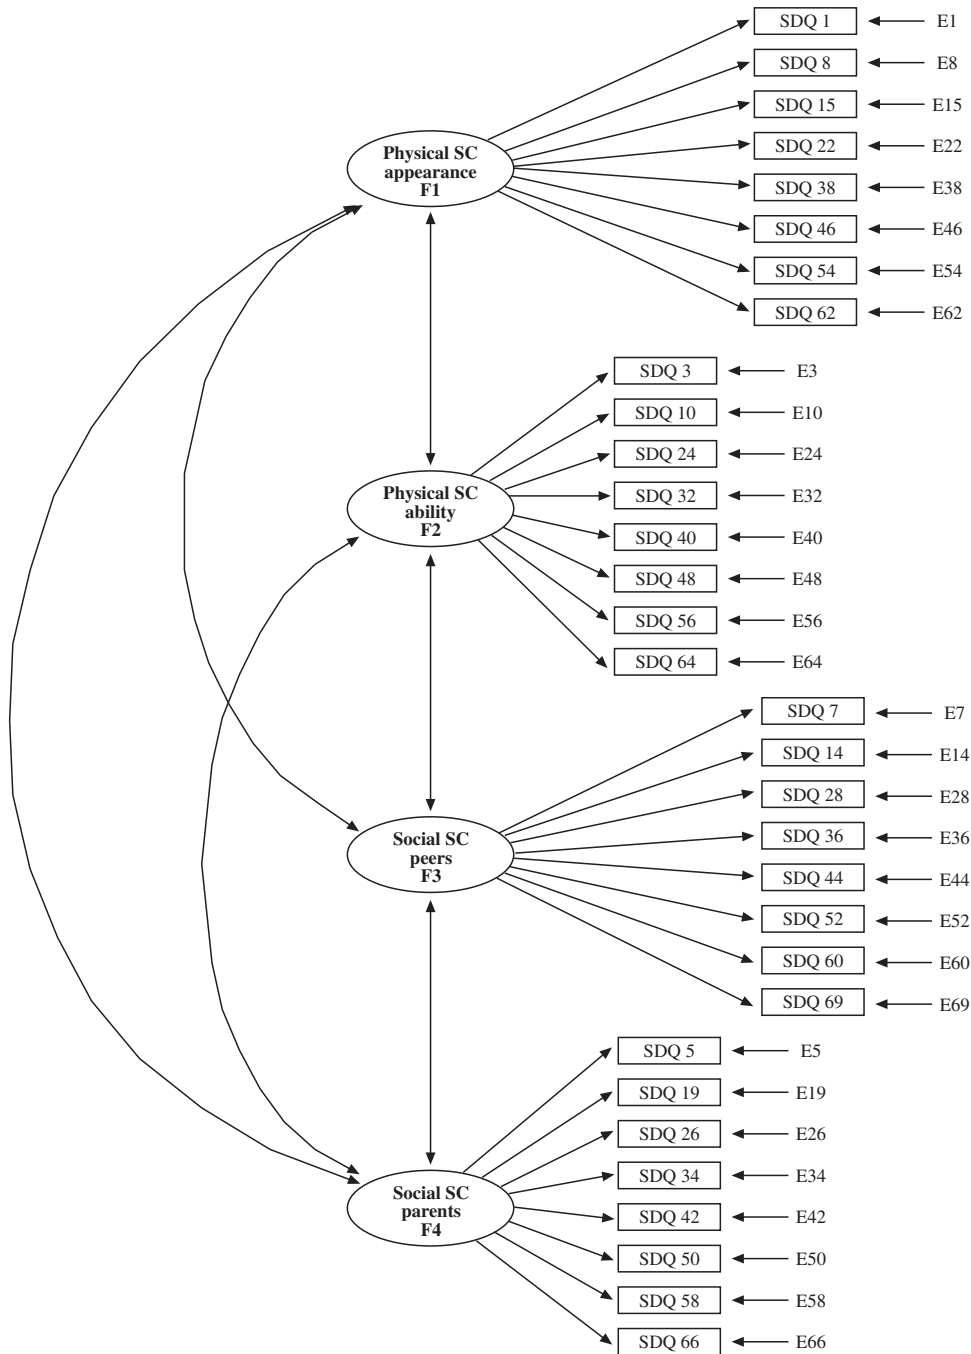 SDQ 1 E1
SDQ 8 E8
SDQ 15 E15
SDQ 22 E22
SDQ 38 E38
SDQ 46 E46
SDQ 54 E54
SDQ 62 E62
Physical SC
appearance
F1
SDQ 3 E3
SDQ 10 E10
SDQ 24 E24
SDQ 32 E32
SDQ 40 E40
SDQ 48 E48
SDQ 56 E56
SDQ 64 E64
Physical SC
ability
F2
SDQ 7 E7
SDQ 14 E14
SDQ 28 E28
SDQ 36 E36
SDQ 44 E44
SDQ 52 E52
SDQ 60 E60
SDQ 69 E69
Social SC
peers
F3
SDQ 5 E5
SDQ 19 E19
SDQ 26 E26
SDQ 34 E34
SDQ 42 E42
SDQ 50 E50
SDQ 58 E58
SDQ 66 E66
Social SC
parents
F4